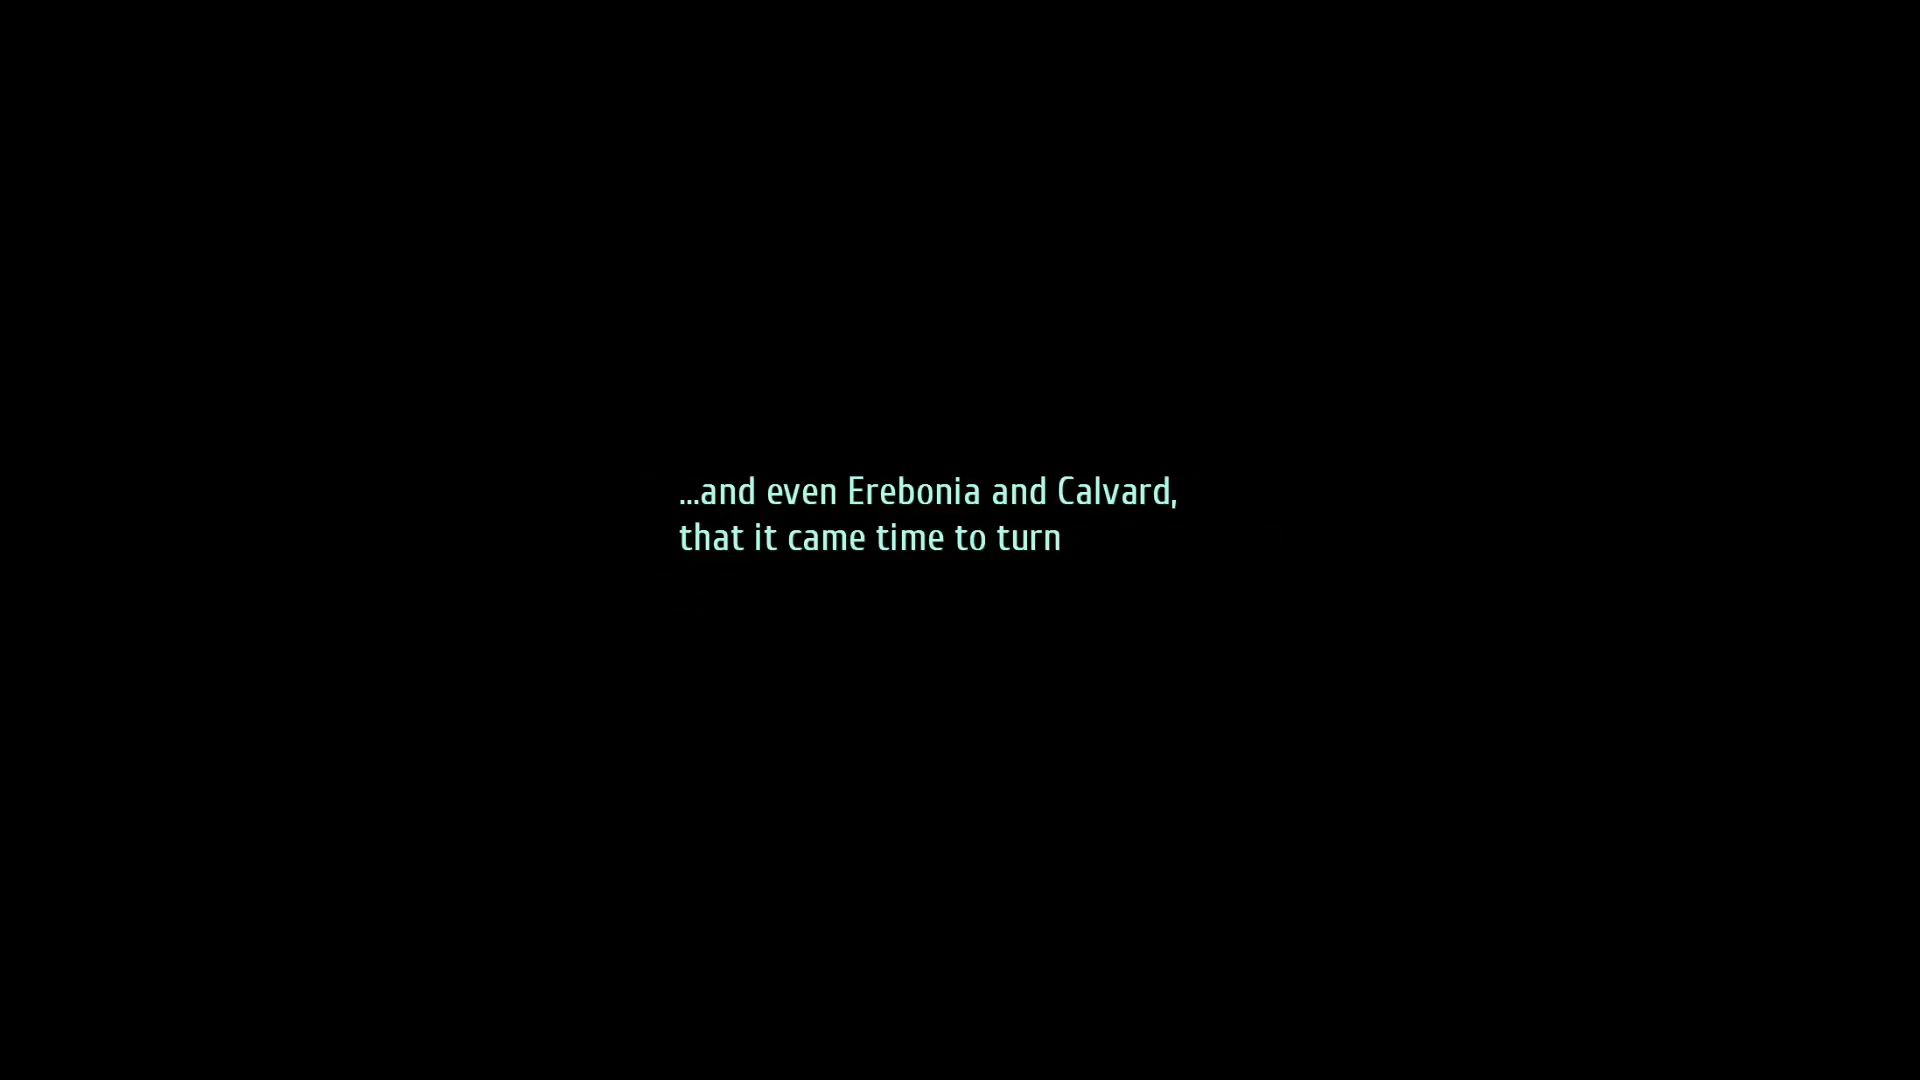 ...and even Erebonia and Calvard,
that it came time to turn